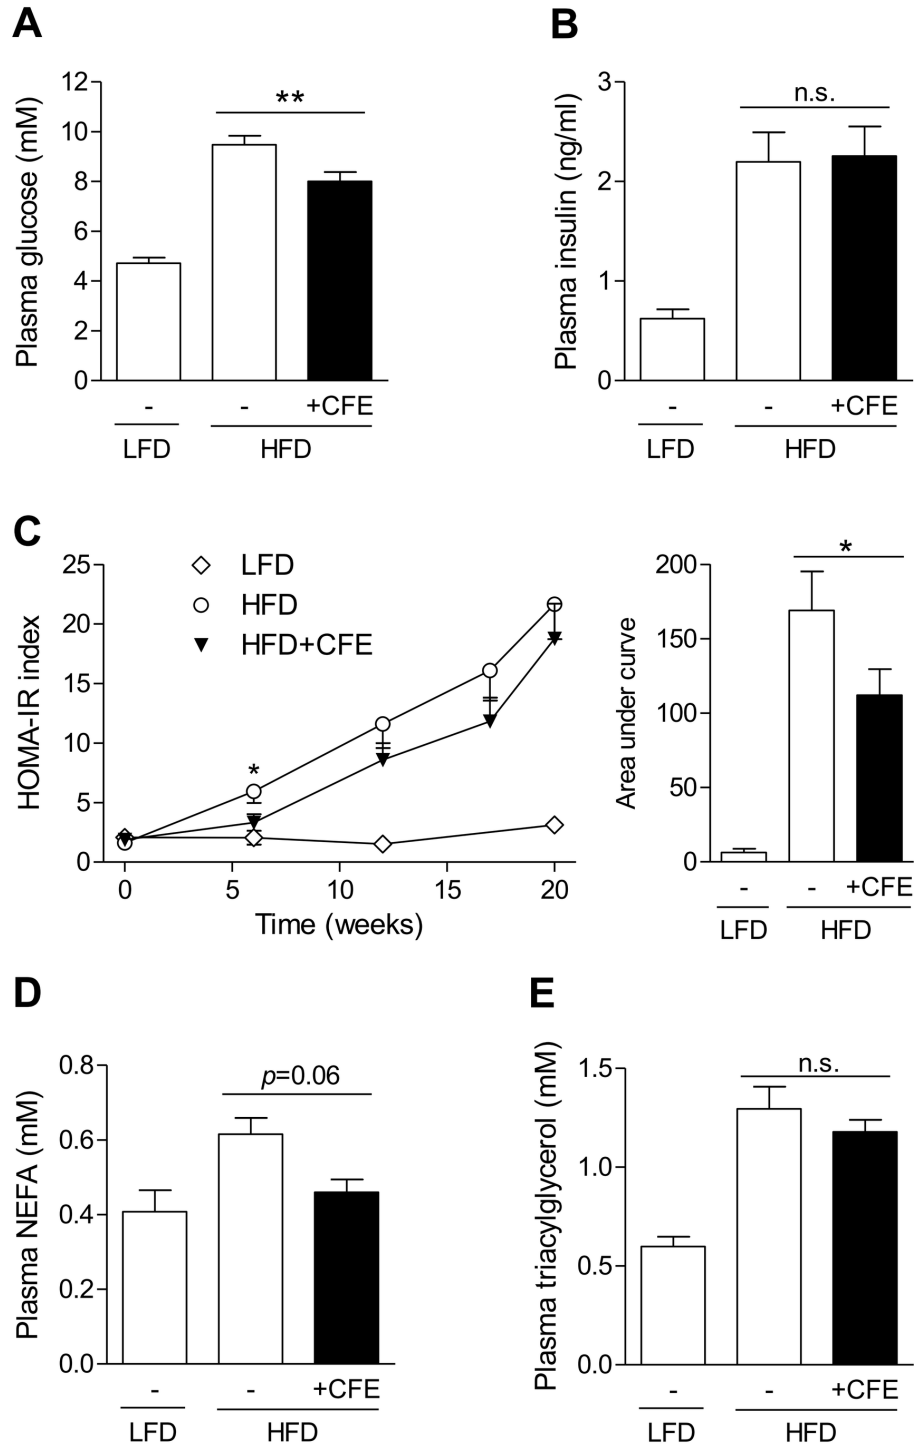 A
Plasma glucose (mM)
12
10
8
6
4
2
0
**
- - +CFE
LFD HFD
B
Plasma insulin (ng/ml)
3
2
1
0
n.s.
- - +CFE
LFD HFD
C
HOMA-IR index
25
20
15
10
5
0
LFD
HFD
HFD+CFE
*
0 5 10 15 20
Time (weeks)
Area under curve
200
150
100
50
0
*
- - +CFE
LFD HFD
D
Plasma NEFA (mM)
0.8
0.6
0.4
0.2
0.0
p=0.06
- - +CFE
LFD HFD
E
Plasma triacylglycerol (mM)
1.5
1.0
0.5
0.0
n.s.
- - +CFE
LFD HFD